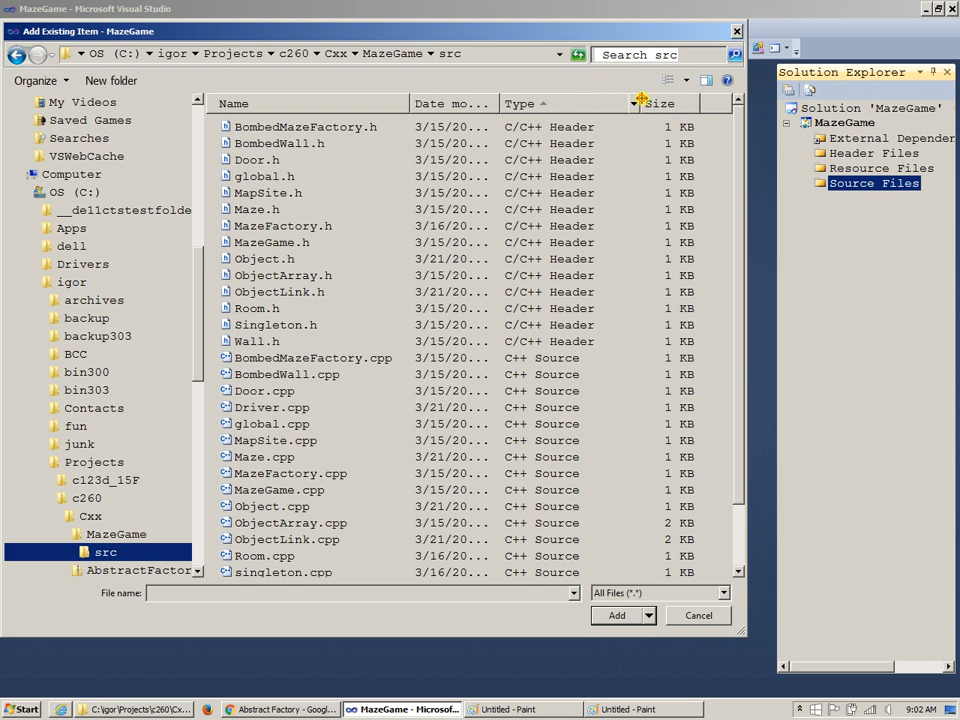 MazeGame - Microsoft Visual Studio
Add Existing Item - MazeGame
OS (C:) igor Projects c260 Cxx MazeGame src
Search src
Organize New folder
My Videos
Saved Games
Searches
VSWebCache
Computer
OS (C:)
__de11ctstestfolde
Apps
dell
Drivers
igor
archives
backup
backup303
BCC
bin300
bin303
Contacts
fun
junk
Projects
c123d_15F
c260
Cxx
MazeGame
src
AbstractFactor
Name Date mo... Type Size
BombedMazeFactory.h 3/15/20... C/C++ Header 1 KB
BombedWall.h 3/15/20... C/C++ Header 1 KB
Door.h 3/15/20... C/C++ Header 1 KB
global.h 3/15/20... C/C++ Header 1 KB
MapSite.h 3/15/20... C/C++ Header 1 KB
Maze.h 3/15/20... C/C++ Header 1 KB
MazeFactory.h 3/16/20... C/C++ Header 1 KB
MazeGame.h 3/15/20... C/C++ Header 1 KB
Object.h 3/21/20... C/C++ Header 1 KB
ObjectArray.h 3/15/20... C/C++ Header 1 KB
ObjectLink.h 3/21/20... C/C++ Header 1 KB
Room.h 3/15/20... C/C++ Header 1 KB
Singleton.h 3/15/20... C/C++ Header 1 KB
Wall.h 3/15/20... C/C++ Header 1 KB
BombedMazeFactory.cpp 3/15/20... C++ Source 1 KB
BombedWall.cpp 3/15/20... C++ Source 1 KB
Door.cpp 3/15/20... C++ Source 1 KB
Driver.cpp 3/21/20... C++ Source 1 KB
global.cpp 3/15/20... C++ Source 1 KB
MapSite.cpp 3/15/20... C++ Source 1 KB
Maze.cpp 3/21/20... C++ Source 1 KB
MazeFactory.cpp 3/15/20... C++ Source 1 KB
MazeGame.cpp 3/15/20... C++ Source 1 KB
Object.cpp 3/21/20... C++ Source 1 KB
ObjectArray.cpp 3/15/20... C++ Source 2 KB
ObjectLink.cpp 3/21/20... C++ Source 2 KB
Room.cpp 3/16/20... C++ Source 1 KB
singleton.cpp 3/16/20... C++ Source 1 KB
File name: All Files (*.*)
Add Cancel
Solution Explorer
Solution 'MazeGame'
MazeGame
External Dependen
Header Files
Resource Files
Source Files
Start C:\igor\Projects\c260\Cx... Abstract Factory - Googl... MazeGame - Microsof... Untitled - Paint Untitled - Paint 9:02 AM